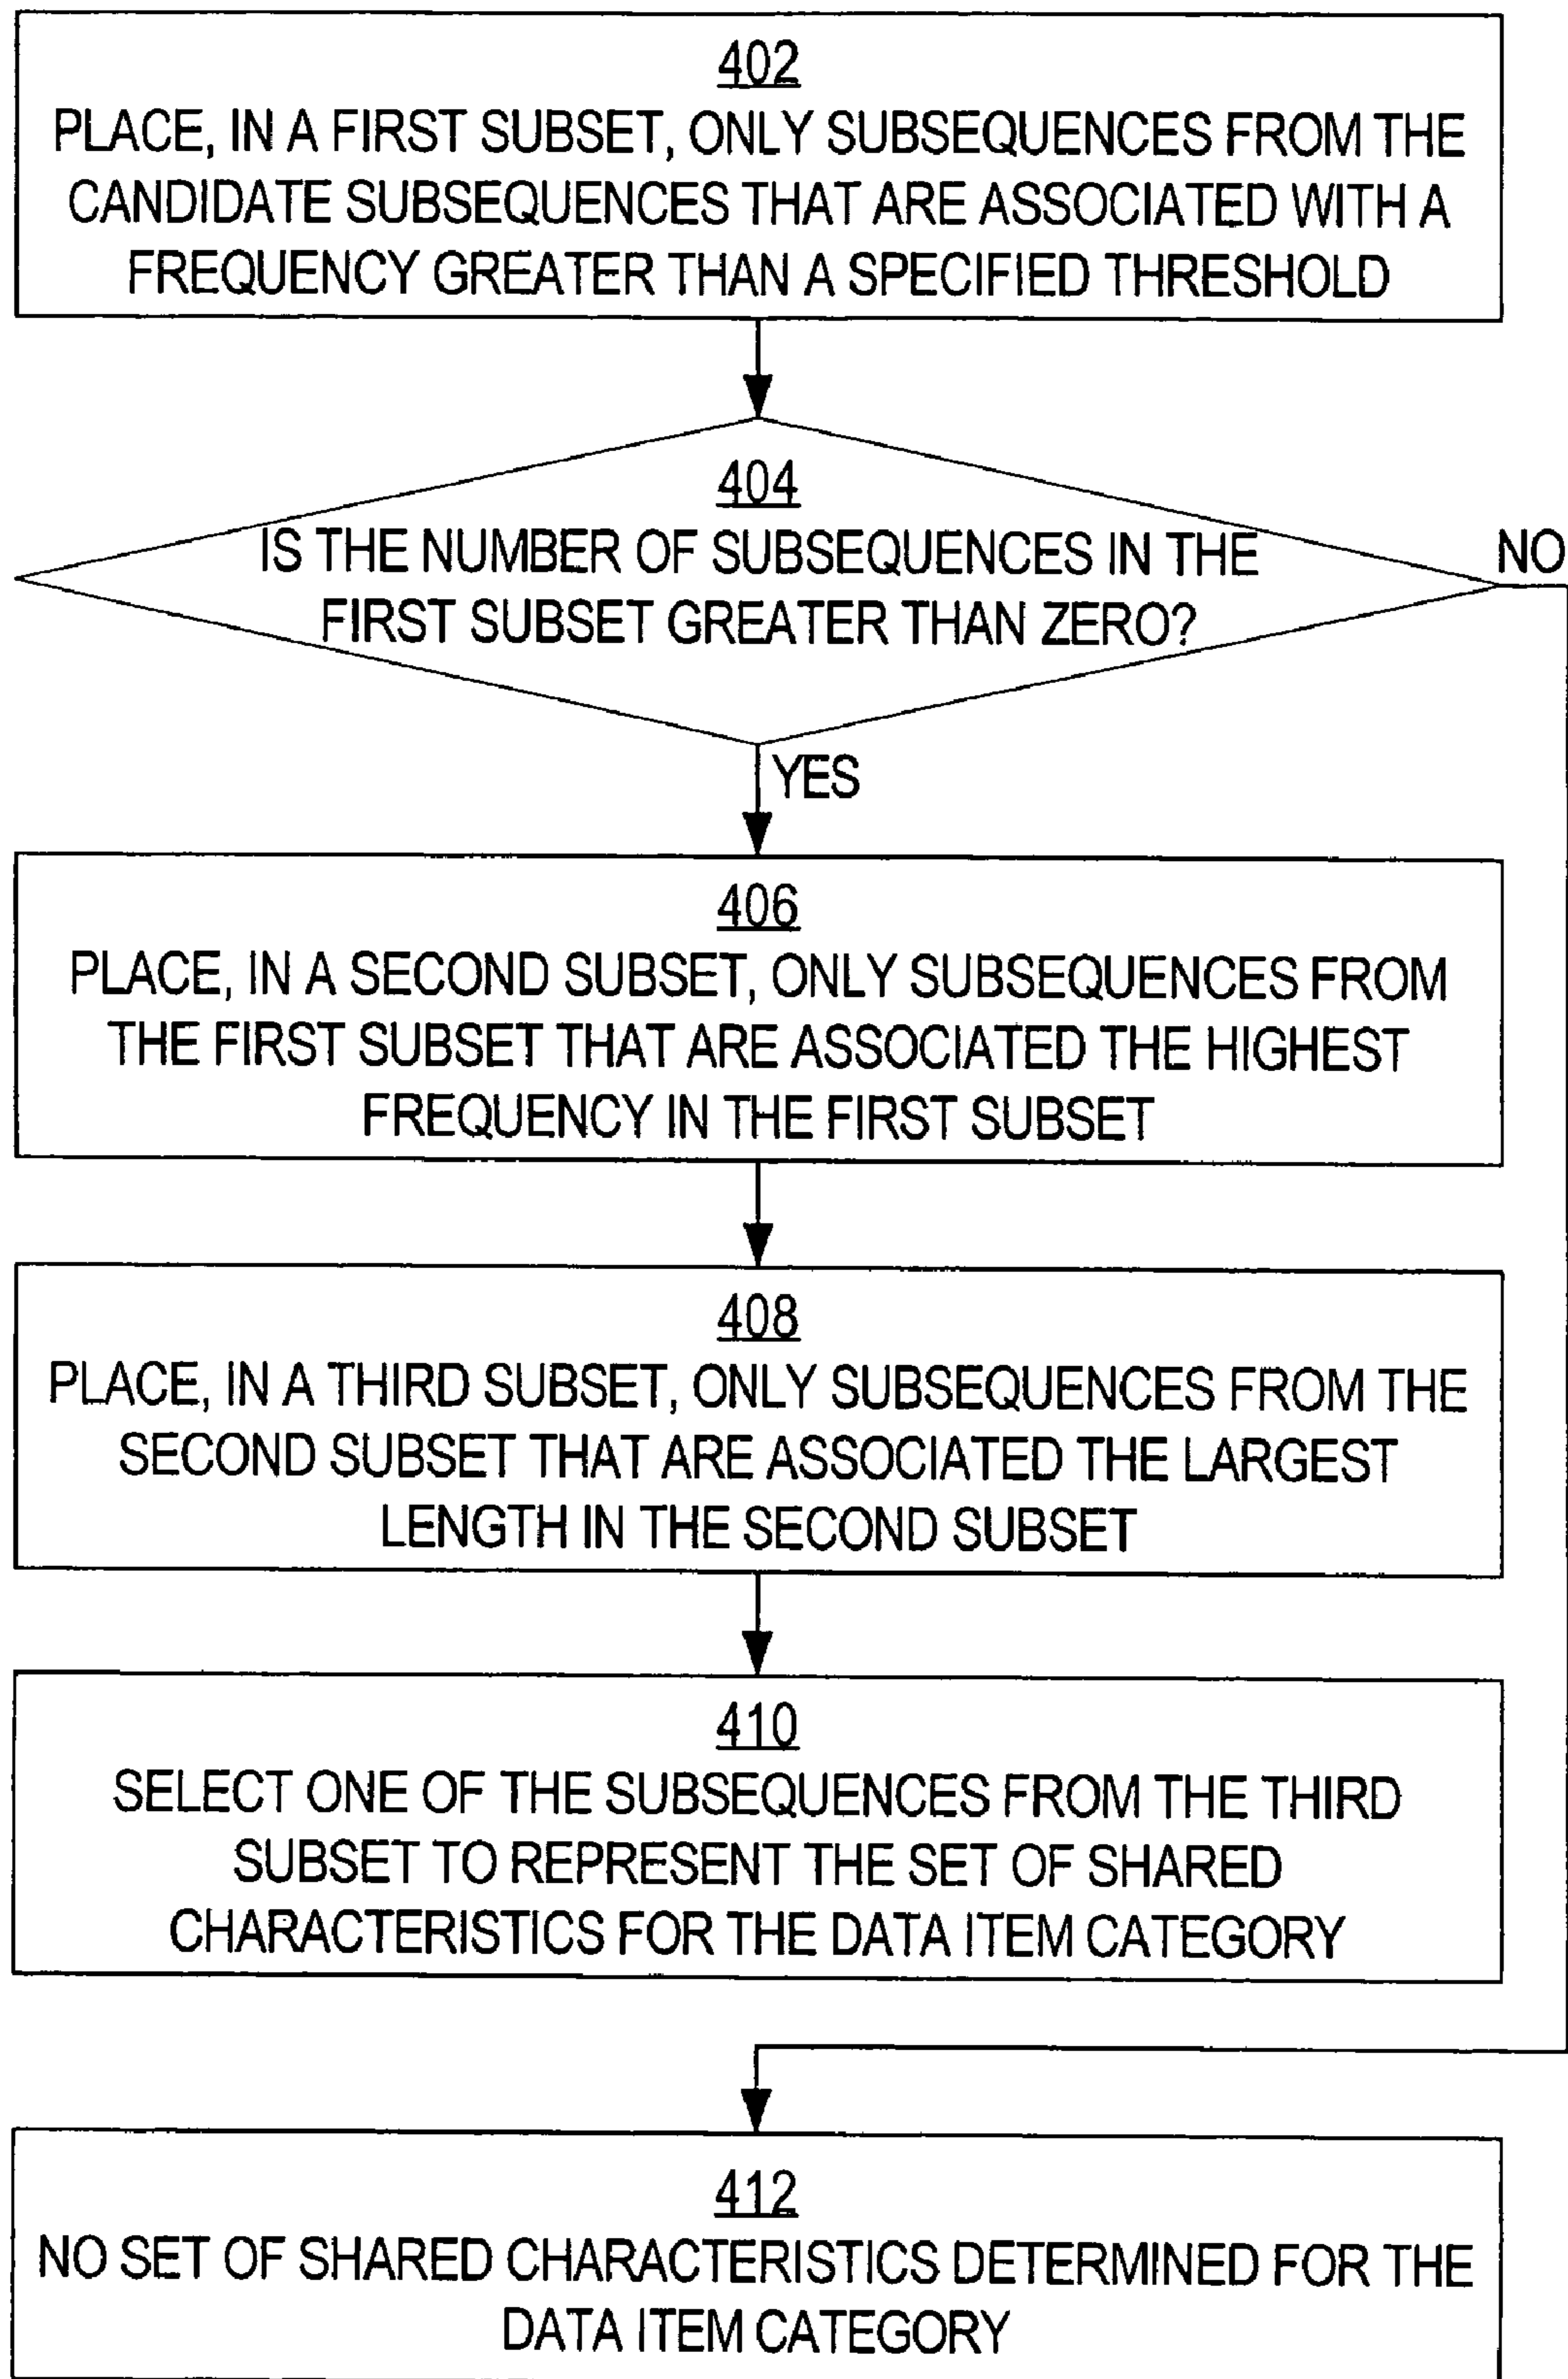 402
PLACE, IN A FIRST SUBSET, ONLY SUBSEQUENCES FROM THE
CANDIDATE SUBSEQUENCES THAT ARE ASSOCIATED WITH A
FREQUENCY GREATER THAN A SPECIFIED THRESHOLD
404
IS THE NUMBER OF SUBSEQUENCES IN THE
FIRST SUBSET GREATER THAN ZERO?
NO
YES
406
PLACE, IN A SECOND SUBSET, ONLY SUBSEQUENCES FROM
THE FIRST SUBSET THAT ARE ASSOCIATED THE HIGHEST
FREQUENCY IN THE FIRST SUBSET
408
PLACE, IN A THIRD SUBSET, ONLY SUBSEQUENCES FROM THE
SECOND SUBSET THAT ARE ASSOCIATED THE LARGEST
LENGTH IN THE SECOND SUBSET
410
SELECT ONE OF THE SUBSEQUENCES FROM THE THIRD
SUBSET TO REPRESENT THE SET OF SHARED
CHARACTERISTICS FOR THE DATA ITEM CATEGORY
412
NO SET OF SHARED CHARACTERISTICS DETERMINED FOR THE
DATA ITEM CATEGORY